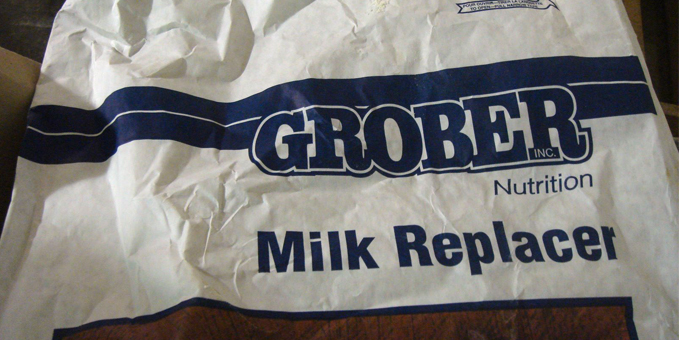 GROBER
INC.
Nutrition
Milk Replacer